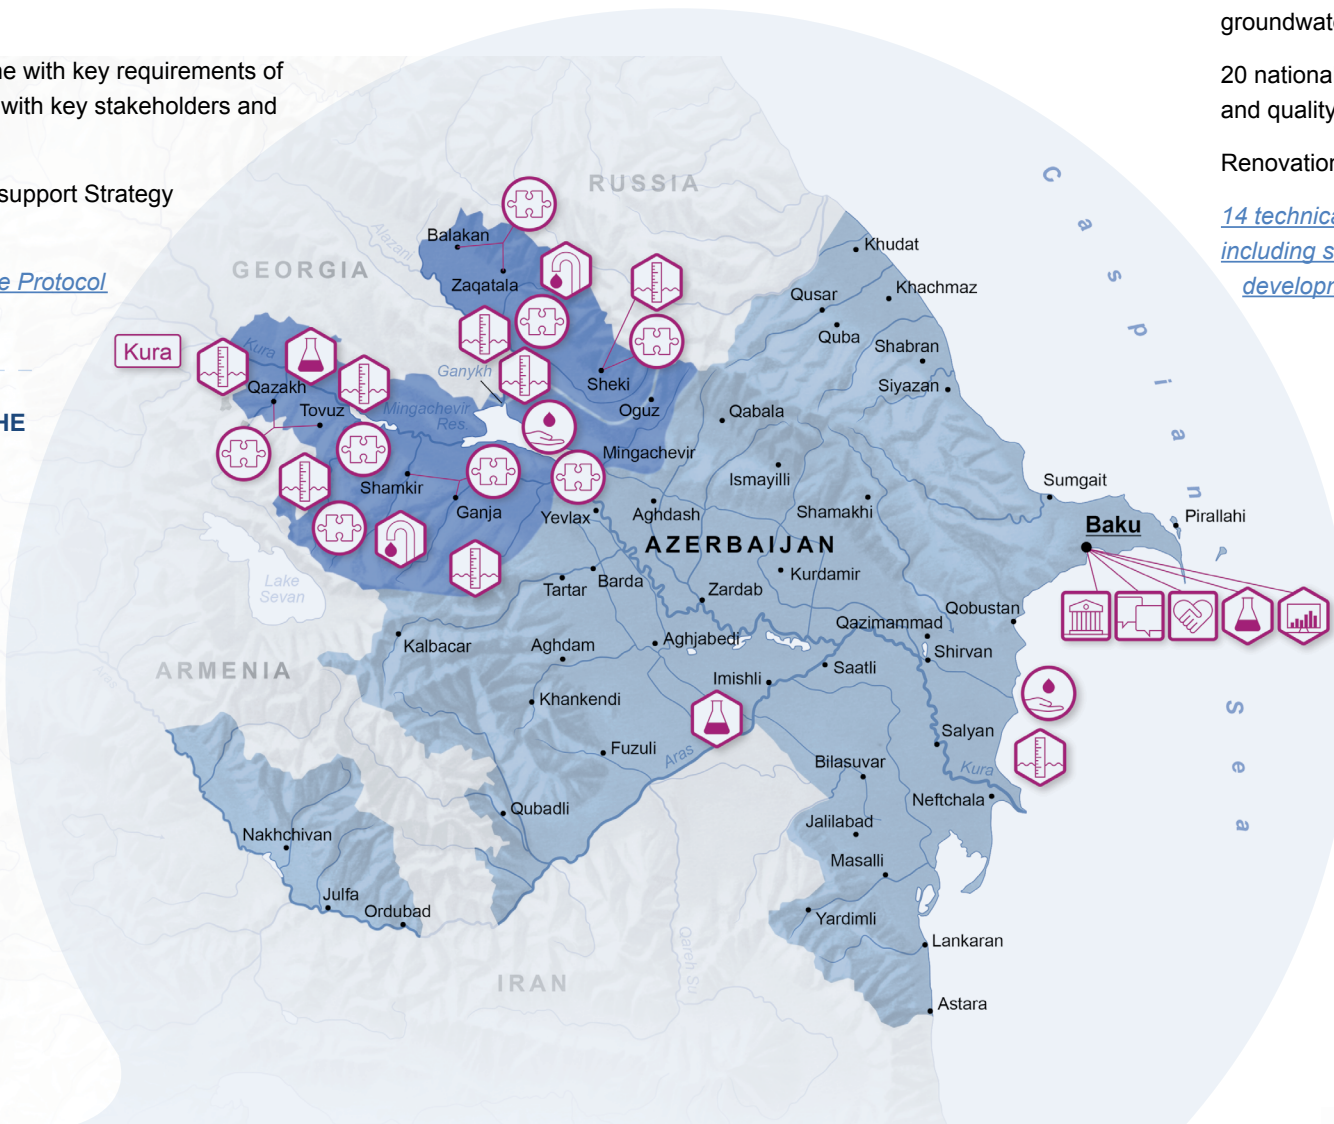 ne with key requirements of
with key stakeholders and
support Strategy
e Protocol
HE
groundwate
20 nationa
and quality
Renovation
14 technica
including s
developm
RUSSIA
GEORGIA
Alazani
Balakan
Zaqatala
Khudat
Khachmaz
Qusar
Quba
Shabran
Siyazan
Caspian Sea
Kura
Kura
Qazakh
Tovuz
Ganykh
Mingachevir
Res.
Sheki
Oguz
Qabala
Mingachevir
Ismayilli
Shamakhi
Sumgait
Pirallahi
Baku
Shamkir
Ganja
Yevlax
Aghdash
AZERBAIJAN
Kurdamir
Lake
Sevan
Tartar
Barda
Zardab
Qobustan
Qazimammad
Shirvan
Kalbacar
Aghdam
Aghjabedi
ARMENIA
Imishli
Saatli
Khankendi
Salyan
Fuzuli
Aras
Bilasuvar
Kura
Neftchala
Qubadli
Jalilabad
Nakhchivan
Masalli
Julfa
Ordubad
Yardimli
Lankaran
IRAN
Qareh Su
Astara